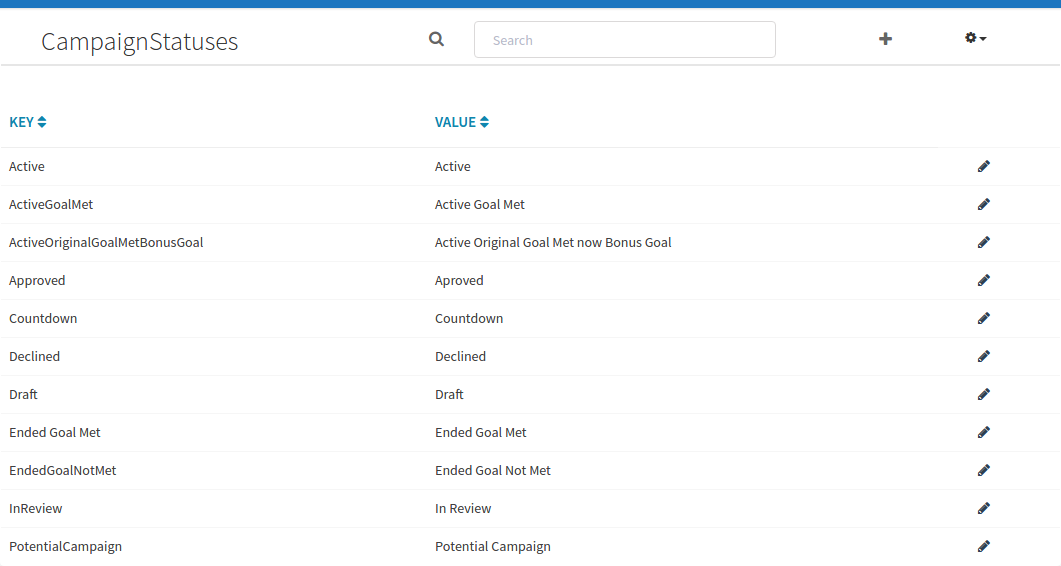 CampaignStatuses
Search
KEY VALUE
Active Active
ActiveGoalMet Active Goal Met
ActiveOriginalGoalMetBonusGoal Active Original Goal Met now Bonus Goal
Approved Aproved
Countdown Countdown
Declined Declined
Draft Draft
Ended Goal Met Ended Goal Met
EndedGoalNotMet Ended Goal Not Met
InReview In Review
PotentialCampaign Potential Campaign